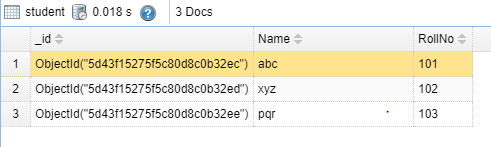 student 0.018 s 3 Docs
_id Name RollNo
1 ObjectId("5d43f15275f5c80d8c0b32ec") abc 101
2 ObjectId("5d43f15275f5c80d8c0b32ed") xyz 102
3 ObjectId("5d43f15275f5c80d8c0b32ee") pqr 103